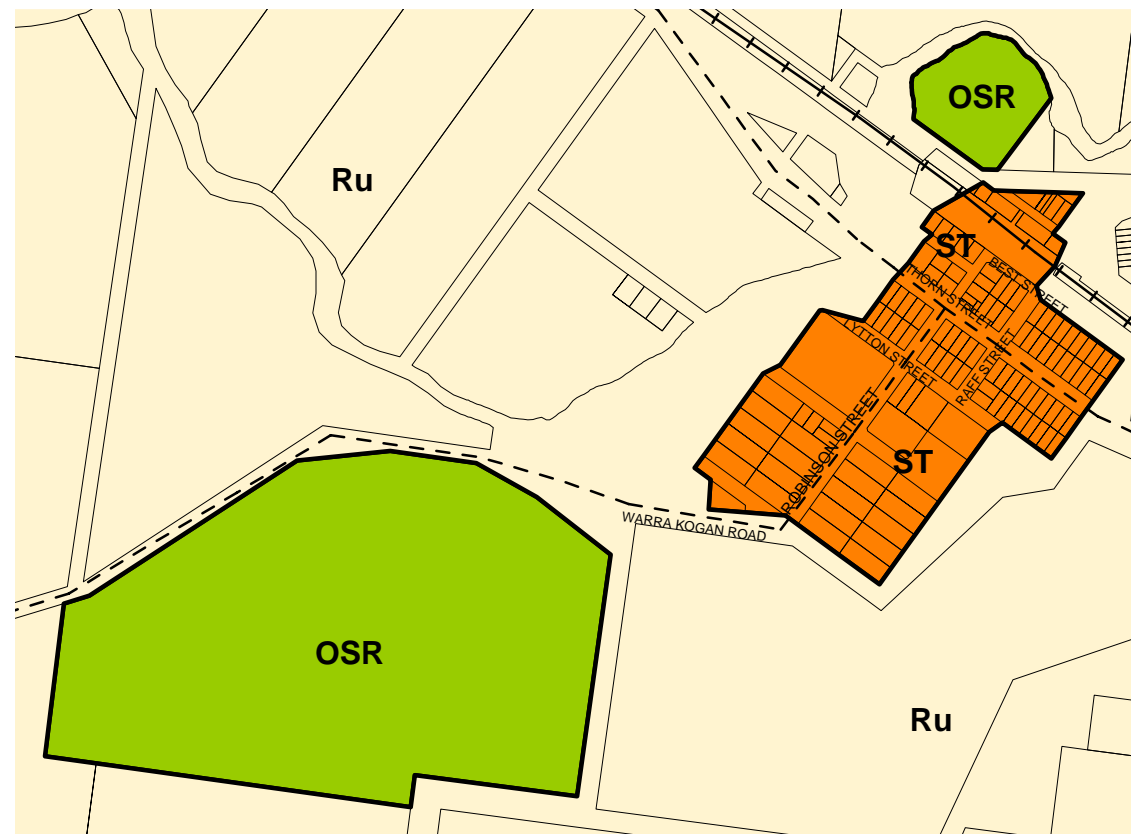 OSR
Ru
ST
BEST STREET
THORN STREET
LYTTON STREET
RAFF STREET
ROBINSON STREET
ST
WARRA KOGAN ROAD
OSR
Ru